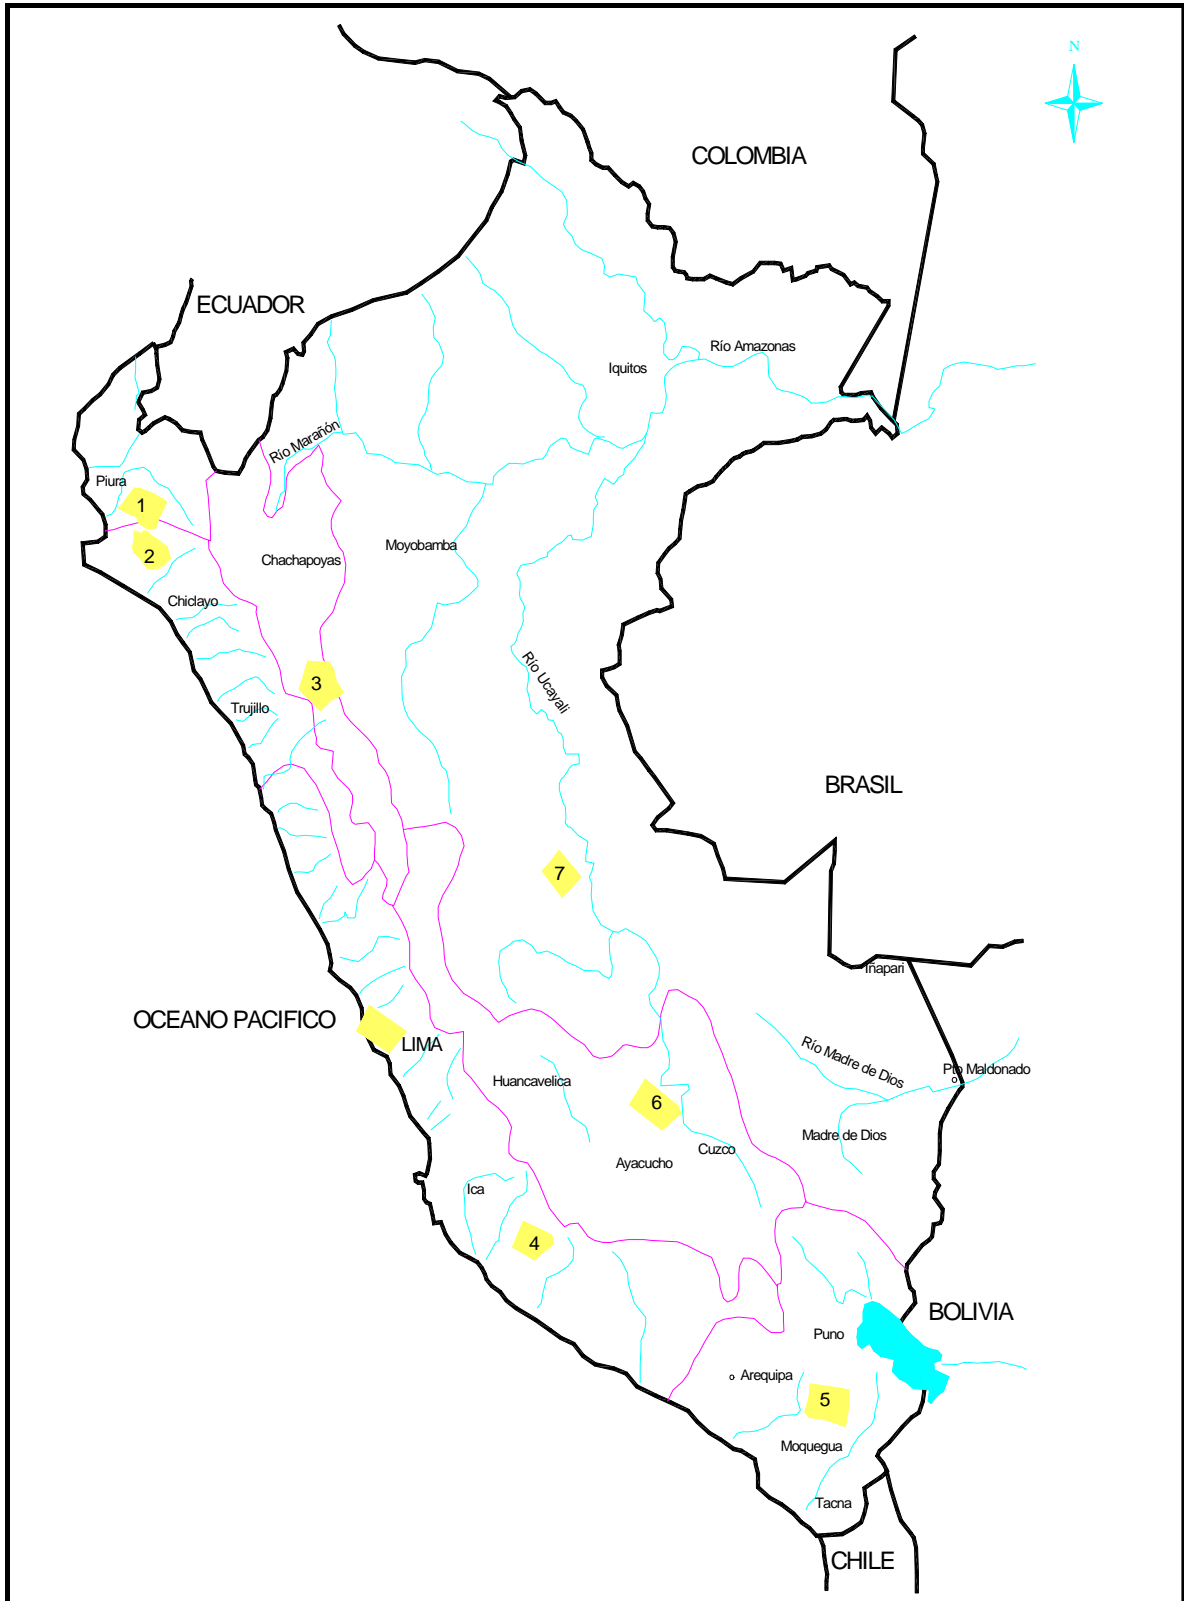 N
COLOMBIA
ECUADOR
Río Amazonas
Iquitos
Río Marañón
Piura
1
2
Chachapoyas
Moyobamba
Chiclayo
Río Ucayali
3
Trujillo
BRASIL
7
Iñapari
OCEANO PACIFICO
LIMA
Río Madre de Dios
Pto Maldonado
Huancavelica
6
Madre de Dios
Cuzco
Ayacucho
Ica
4
BOLIVIA
Puno
Arequipa
5
Moquegua
Tacna
CHILE